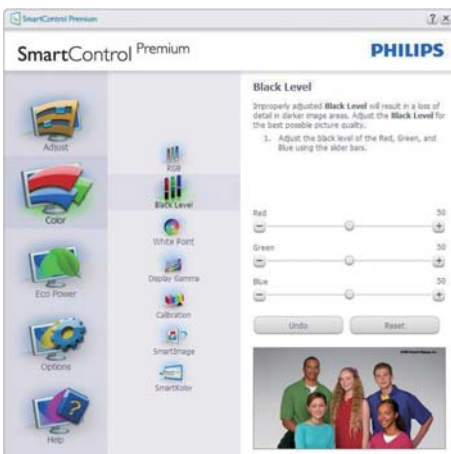 SmartControl Premium
? x
SmartControl Premium
PHILIPS
Adjust
Color
Eco Power
Options
Help
RGB
Black Level
White Point
Display Gamma
Calibration
SmartImage
SmartKolor
Black Level
Improperly adjusted Black Level will result in a loss of
detail in darker image areas. Adjust the Black Level for
the best possible picture quality.
1. Adjust the black level of the Red, Green, and
Blue using the slider bars.
Red 50
Green 50
Blue 50
Undo Reset